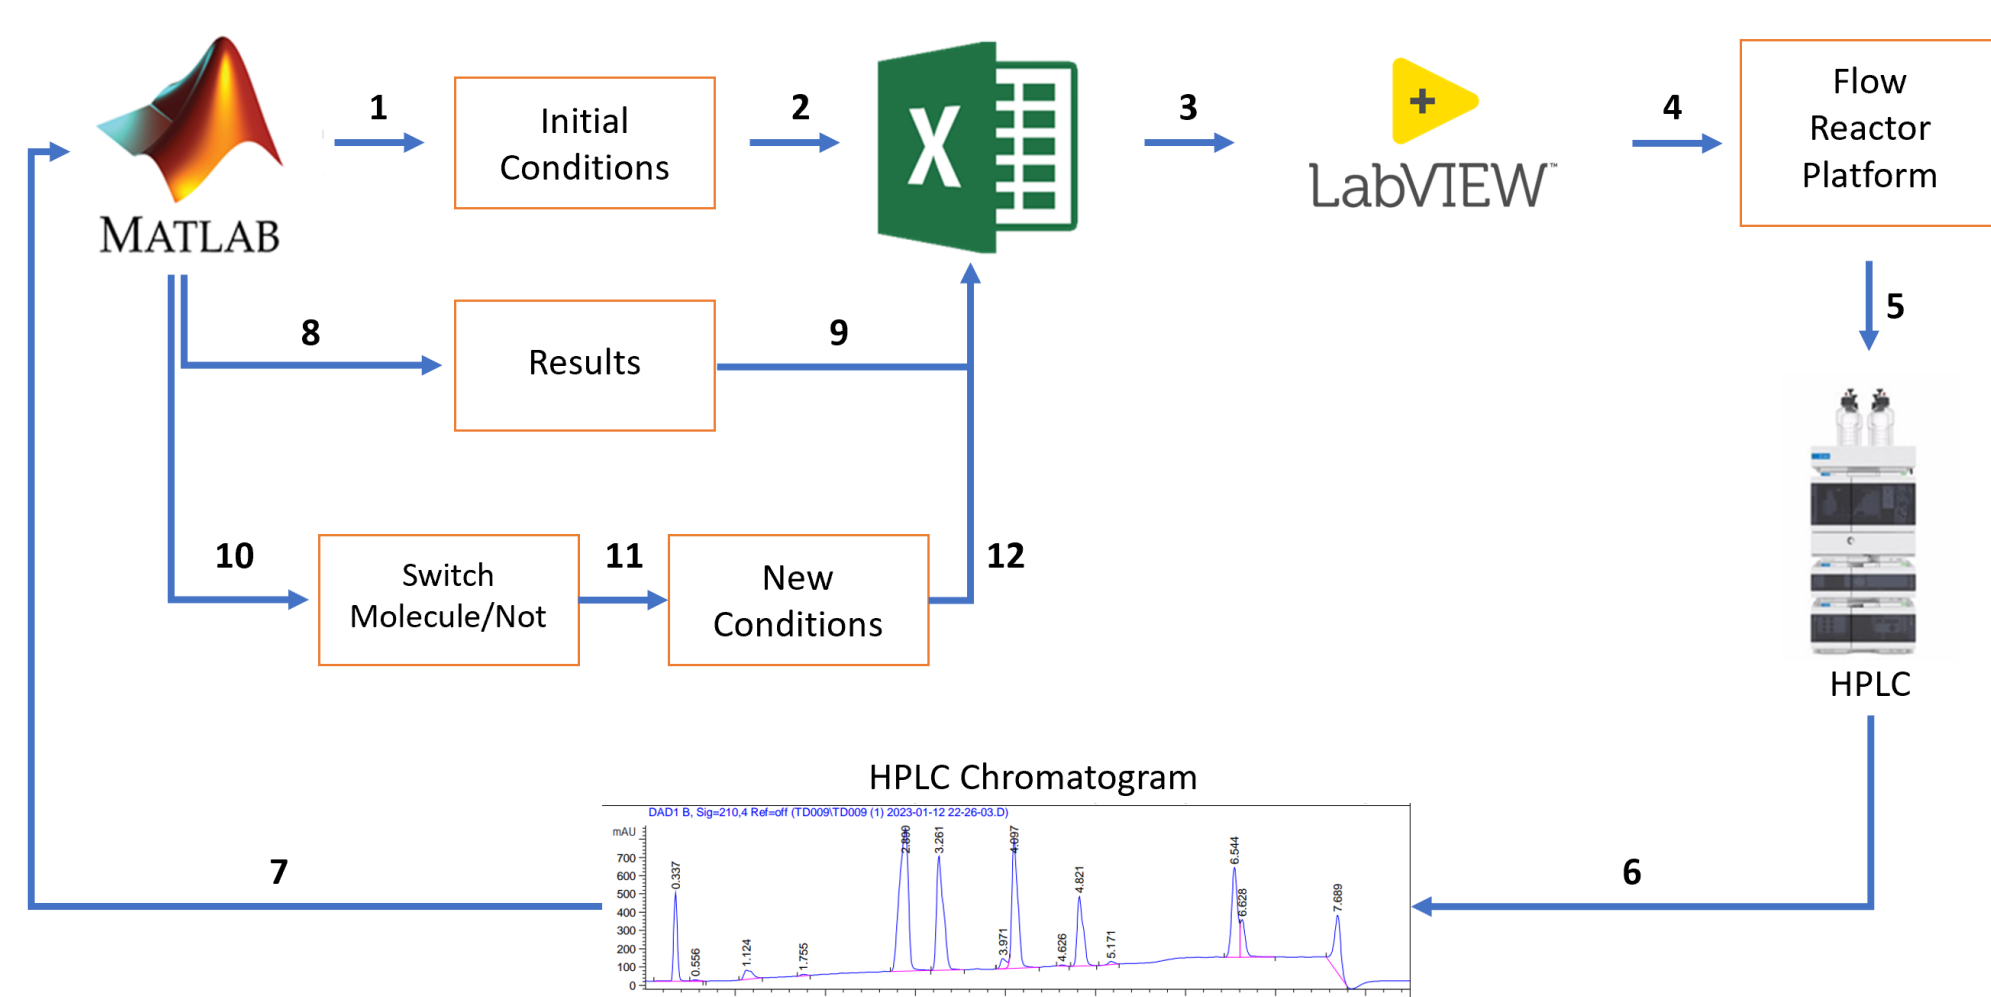 1
2
3
4
Initial
Conditions
X
+
LabVIEW™
Flow
Reactor
Platform
MATLAB
8
Results
9
5
10
Switch
Molecule/Not
11
New
Conditions
12
HPLC
HPLC Chromatogram
DAD1 B, Sig=210,4 Ref=off (TD009\TD009 (1) 2023-01-12 22-26-03.D)
mAU
700
600
500
400
300
200
100
0
0.337
0.556
1.124
1.755
2.890
3.261
3.971
4.097
4.626
4.821
5.171
6.544
6.628
7.689
7
6